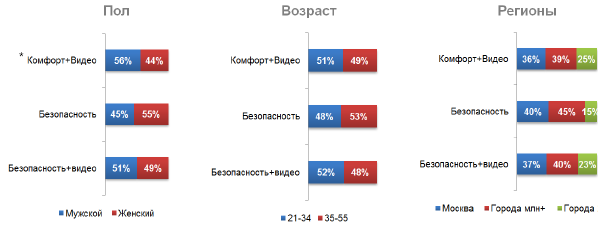 Пол
* Комфорт+Видео 56% 44%
Безопасность 45% 55%
Безопасность+видео 51% 49%
Мужской Женский
Возраст
Комфорт+Видео 51% 49%
Безопасность 48% 53%
Безопасность+видео 52% 48%
21-34 35-55
Регионы
Комфорт+Видео 36% 39% 25%
Безопасность 40% 45% 15%
Безопасность+видео 37% 40% 23%
Москва Города млн+ Города